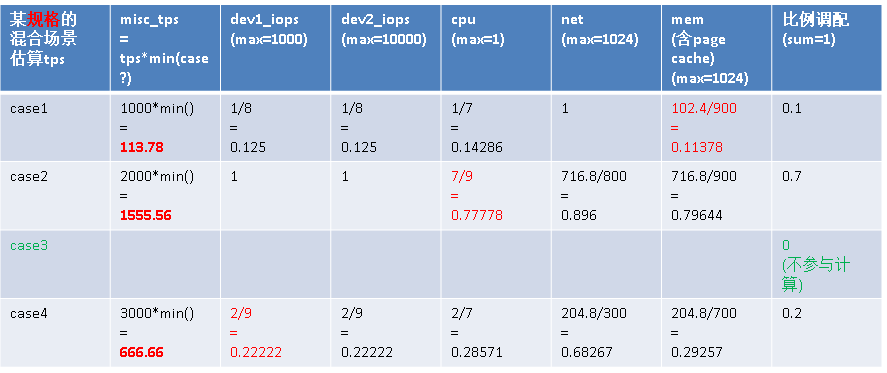 某规格的
混合场景
估算tps
misc_tps
=
tps*min(case
?)
dev1_iops
(max=1000)
dev2_iops
(max=10000)
cpu
(max=1)
net
(max=1024)
mem
(含page
cache)
(max=1024)
比例调配
(sum=1)
case1
1000*min()
=
113.78
1/8
=
0.125
1/8
=
0.125
1/7
=
0.14286
1
102.4/900
=
0.11378
0.1
case2
2000*min()
=
1555.56
1
1
7/9
=
0.77778
716.8/800
=
0.896
716.8/900
=
0.79644
0.7
case3
0
(不参与计
算)
case4
3000*min()
=
666.66
2/9
=
0.22222
2/9
=
0.22222
2/7
=
0.28571
204.8/300
=
0.68267
204.8/700
=
0.29257
0.2